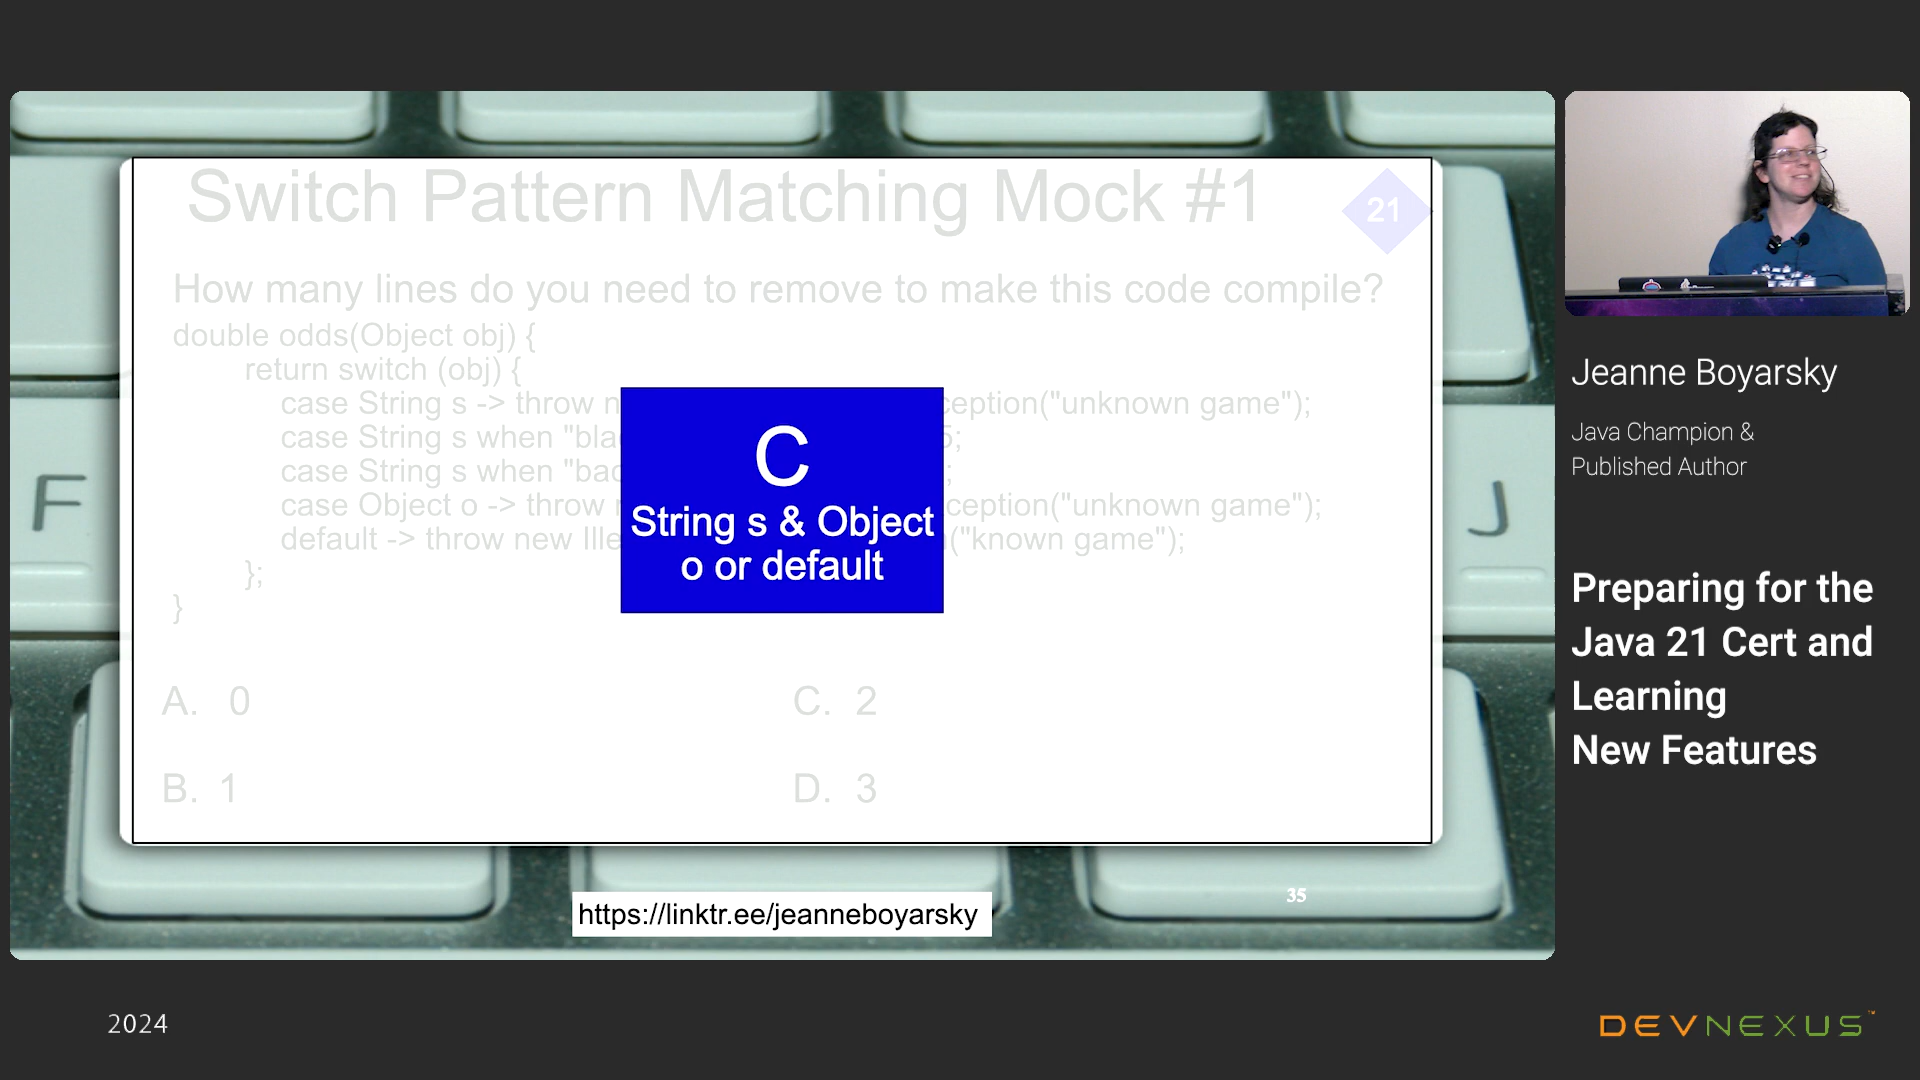 Switch Pattern Matching Mock #1
21
How many lines do you need to remove to make this code compile?
double odds(Object obj) {
return switch (obj) {
case String s -> throw n ception("unknown game");
case String s when "bla 5;
case String s when "bac ;
case Object o -> throw ception("unknown game");
default -> throw new Ille ("known game");
};
}
C
String s & Object
o or default
A. 0
C. 2
B. 1
D. 3
F
J
35
https://linktr.ee/jeanneboyarsky
Jeanne Boyarsky
Java Champion &
Published Author
Preparing for the
Java 21 Cert and
Learning
New Features
2024
DEVNEXUS™